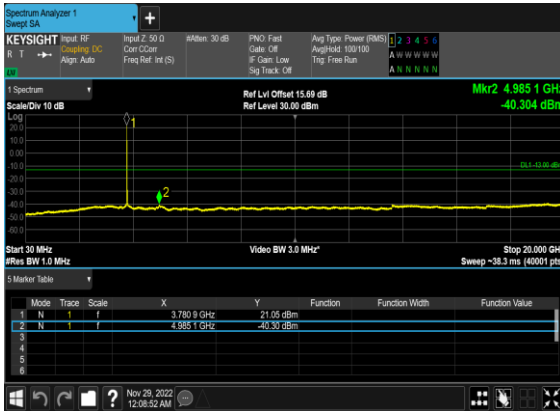 Spectrum Analyzer 1
Swept SA
+
KEYSIGHT
R T
Input: RF
Coupling: DC
Align: Auto
Input Z: 50 Ω
Corr CCorr
Freq Ref: Int (S)
#Atten: 30 dB
PNO: Fast
Gate: Off
IF Gain: Low
Sig Track: Off
Avg Type: Power (RMS)
Avg|Hold: 100/100
Trig: Free Run
1 2 3 4 5 6
A W W W W W
A N N N N N
1 Spectrum
Scale/Div 10 dB
Ref Lvl Offset 15.69 dB
Ref Level 30.00 dBm
Mkr2 4.985 1 GHz
-40.304 dBm
Log
20.0
10.0
0.00
-10.0
-20.0
-30.0
-40.0
-50.0
-60.0
1
2
DL1 -13.00 dBm
Start 30 MHz
#Res BW 1.0 MHz
Video BW 3.0 MHz*
Stop 20.000 GHz
Sweep ~38.3 ms (40001 pts)
5 Marker Table
Mode Trace Scale X Y Function Function Width Function Value
1 N 1 f 3.780 9 GHz 21.05 dBm
2 N 1 f 4.985 1 GHz -40.30 dBm
3
4
5
6
?
Nov 29, 2022
12:08:52 AM